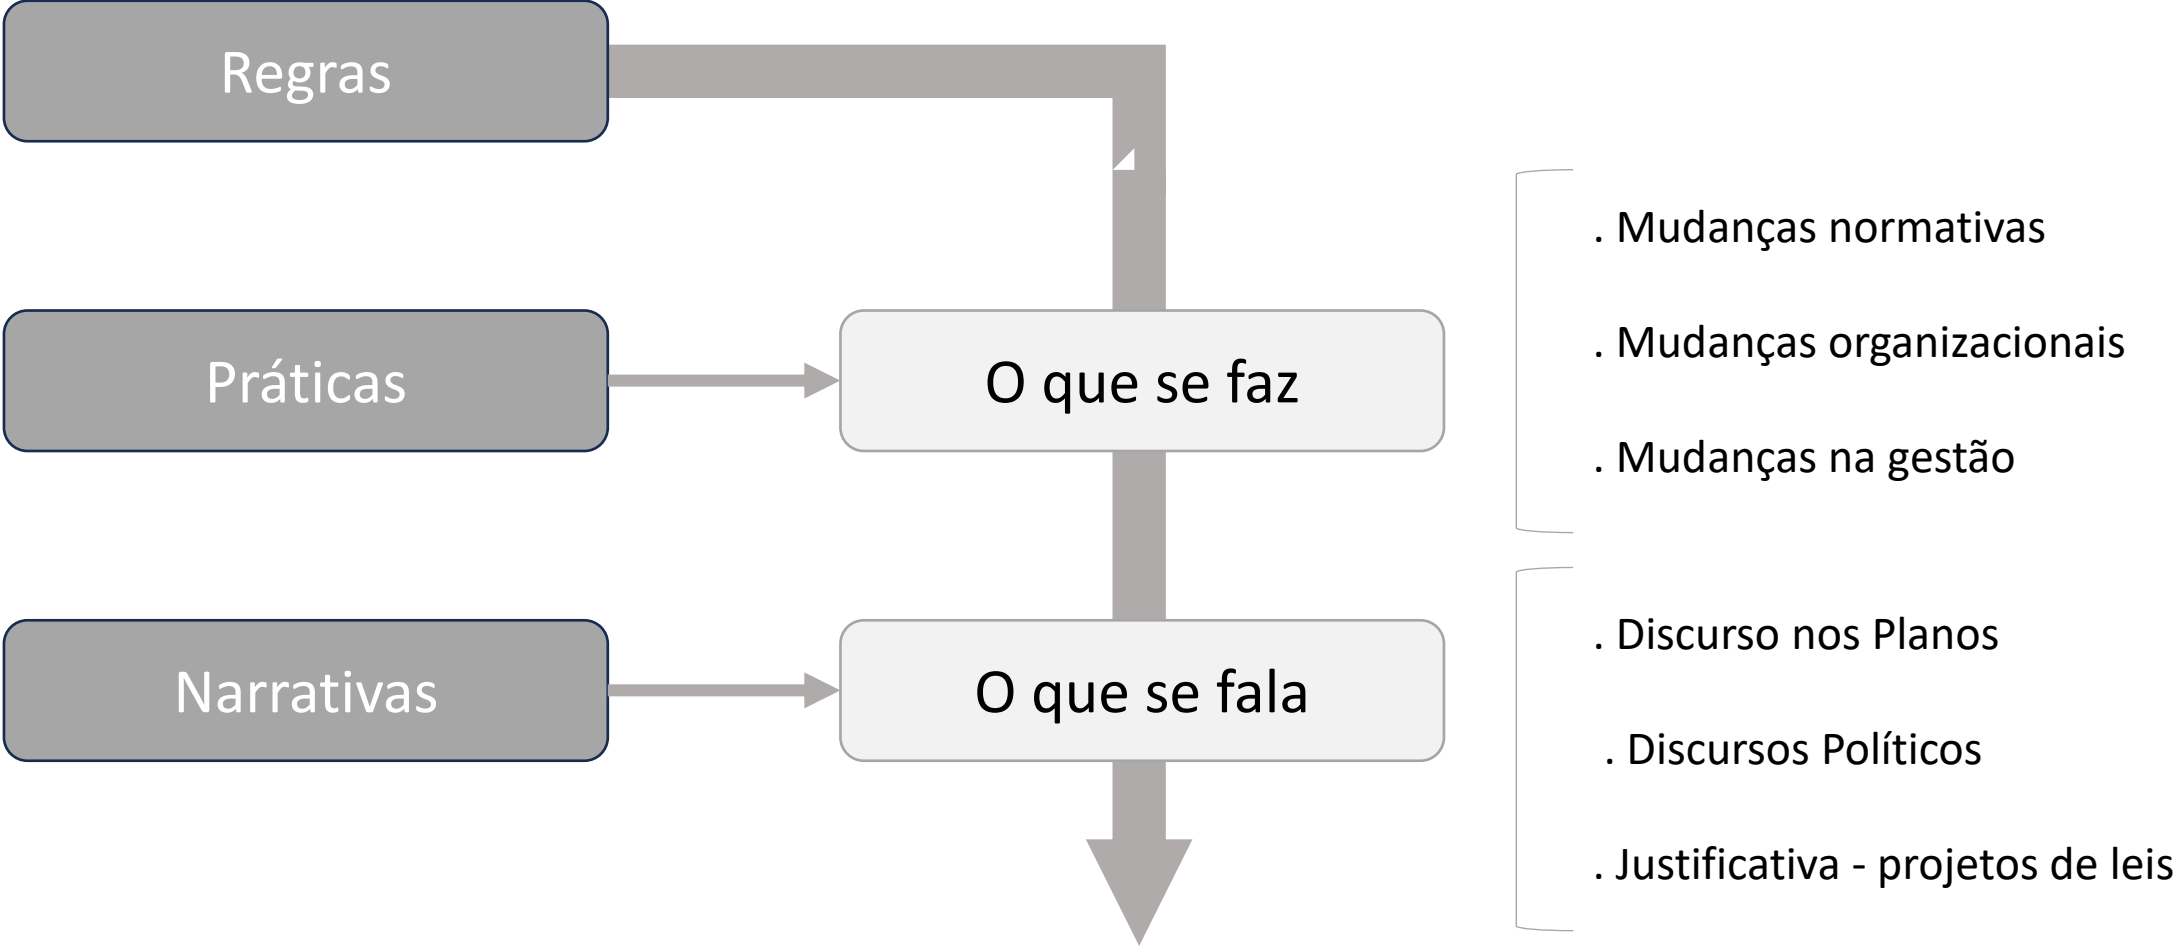 Regras
Práticas
O que se faz
. Mudanças normativas
. Mudanças organizacionais
. Mudanças na gestão
Narrativas
O que se fala
. Discurso nos Planos
. Discursos Políticos
. Justificativa - projetos de leis